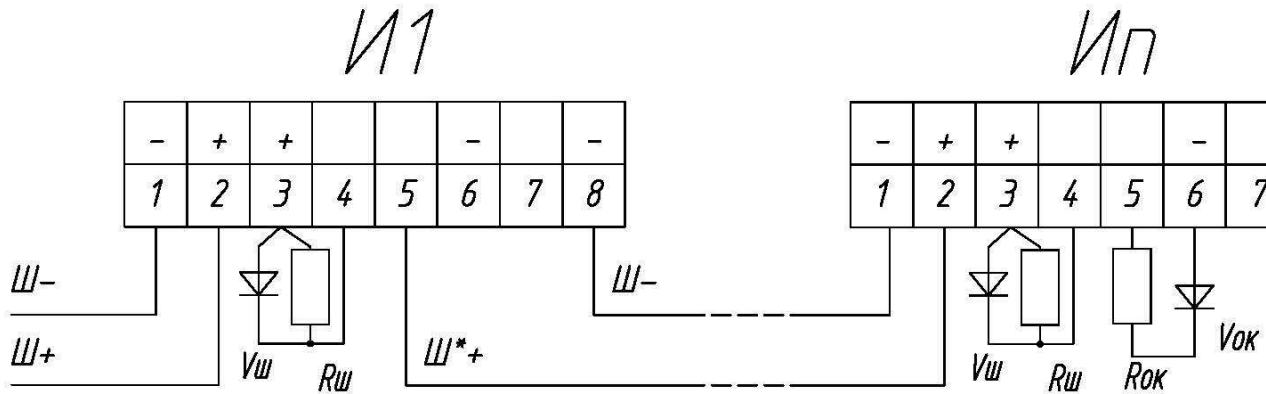 И1 Ип
- + + - - - + + -
1 2 3 4 5 6 7 8 1 2 3 4 5 6 7
Ш- Ш-
Ш+ Vш Rш Ш*+ Vш Rш Rок Vок